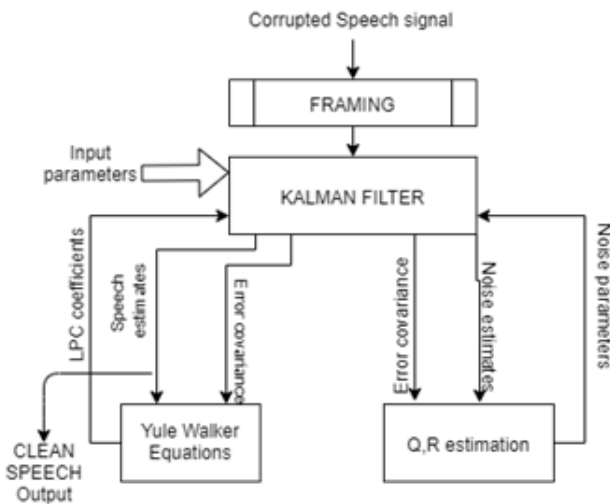 Corrupted Speech signal
FRAMING
Input
parameters
KALMAN FILTER
LPC coefficients
Speech
estimates
Error covariance
Error covariance
Noise estimates
Noise parameters
Yule Walker
Equations
Q,R estimation
CLEAN
SPEECH
Output